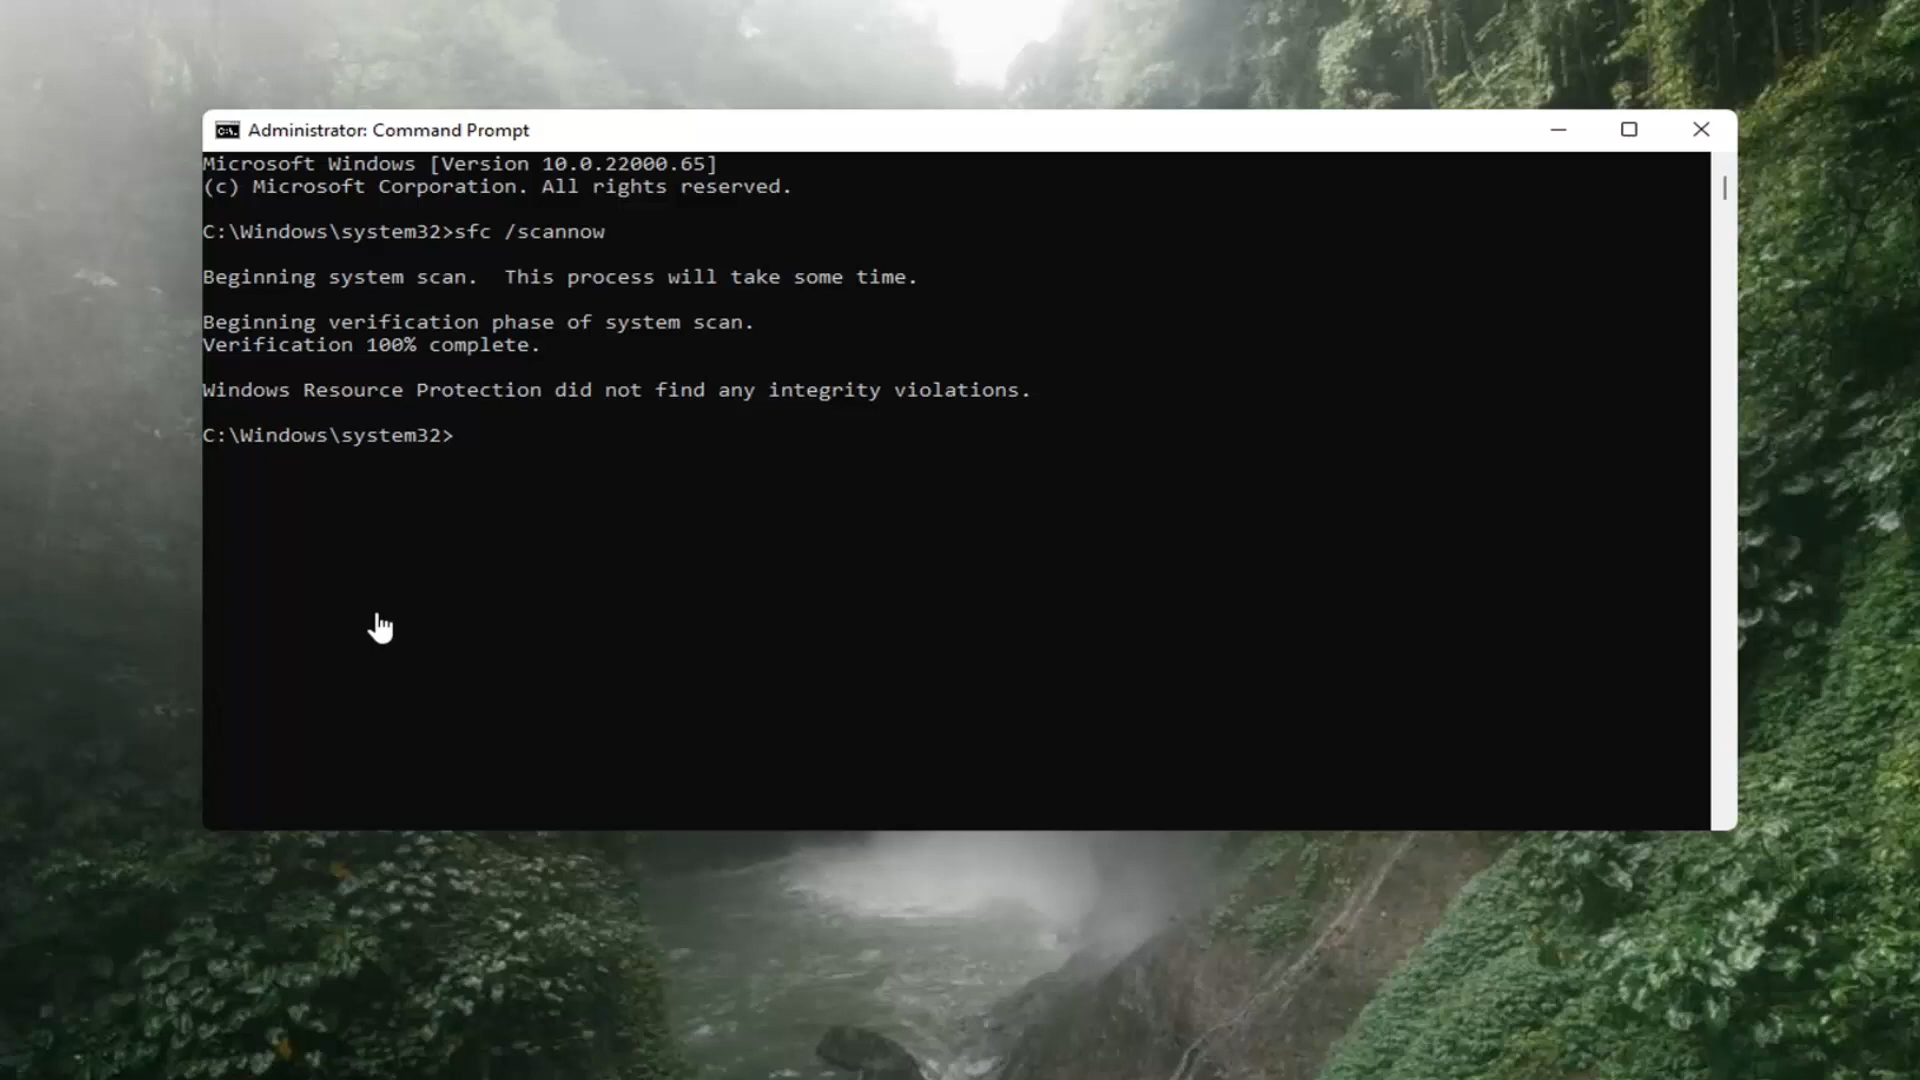 Administrator: Command Prompt
Microsoft Windows [Version 10.0.22000.65]
(c) Microsoft Corporation. All rights reserved.
C:\Windows\system32>sfc /scannow
Beginning system scan.  This process will take some time.
Beginning verification phase of system scan.
Verification 100% complete.
Windows Resource Protection did not find any integrity violations.
C:\Windows\system32>